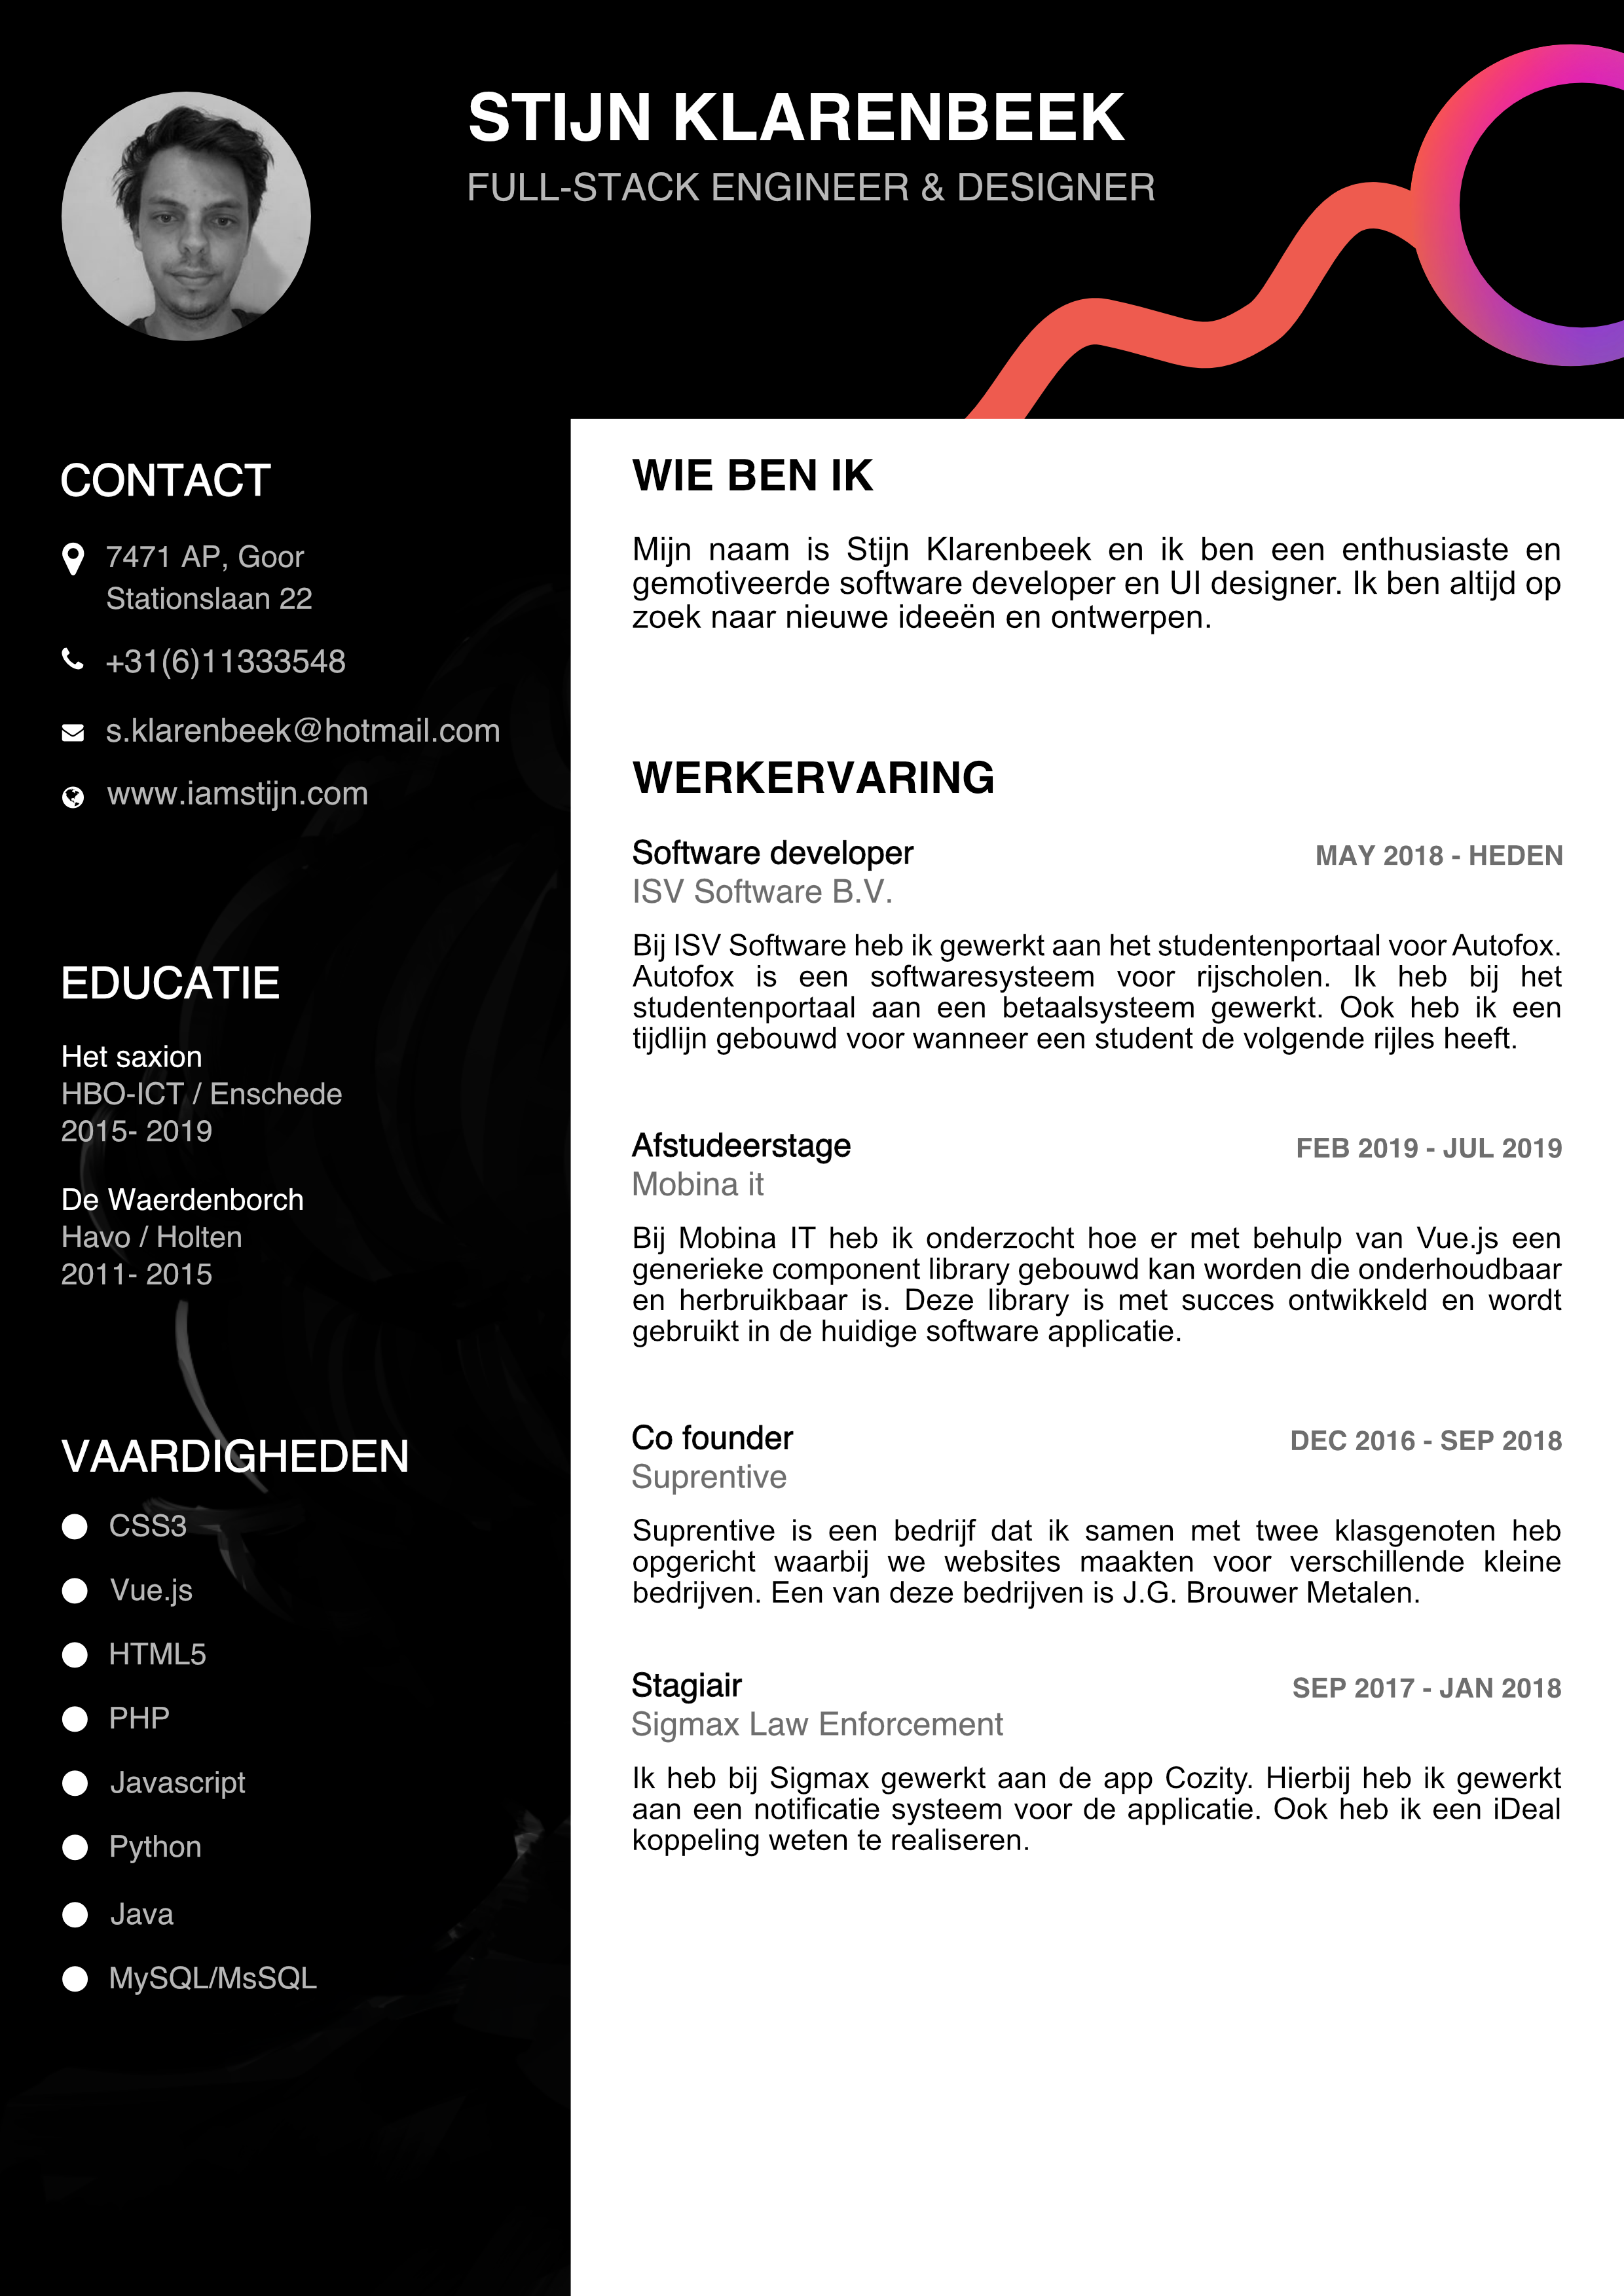 STIJN KLARENBEEK
FULL-STACK ENGINEER & DESIGNER
CONTACT
7471 AP, Goor
Stationslaan 22
+31(6)11333548
s.klarenbeek@hotmail.com
www.iamstijn.com
EDUCATIE
Het saxion
HBO-ICT / Enschede
2015- 2019
De Waerdenborch
Havo / Holten
2011- 2015
VAARDIGHEDEN
CSS3
Vue.js
HTML5
PHP
Javascript
Python
Java
MySQL/MsSQL
WIE BEN IK
Mijn naam is Stijn Klarenbeek en ik ben een enthusiaste en
gemotiveerde software developer en UI designer. Ik ben altijd op
zoek naar nieuwe ideeën en ontwerpen.
WERKERVARING
Software developer MAY 2018 - HEDEN
ISV Software B.V.
Bij ISV Software heb ik gewerkt aan het studentenportaal voor Autofox.
Autofox is een softwaresysteem voor rijscholen. Ik heb bij het
studentenportaal aan een betaalsysteem gewerkt. Ook heb ik een
tijdlijn gebouwd voor wanneer een student de volgende rijles heeft.
Afstudeerstage FEB 2019 - JUL 2019
Mobina it
Bij Mobina IT heb ik onderzocht hoe er met behulp van Vue.js een
generieke component library gebouwd kan worden die onderhoudbaar
en herbruikbaar is. Deze library is met succes ontwikkeld en wordt
gebruikt in de huidige software applicatie.
Co founder DEC 2016 - SEP 2018
Suprentive
Suprentive is een bedrijf dat ik samen met twee klasgenoten heb
opgericht waarbij we websites maakten voor verschillende kleine
bedrijven. Een van deze bedrijven is J.G. Brouwer Metalen.
Stagiair SEP 2017 - JAN 2018
Sigmax Law Enforcement
Ik heb bij Sigmax gewerkt aan de app Cozity. Hierbij heb ik gewerkt
aan een notificatie systeem voor de applicatie. Ook heb ik een iDeal
koppeling weten te realiseren.